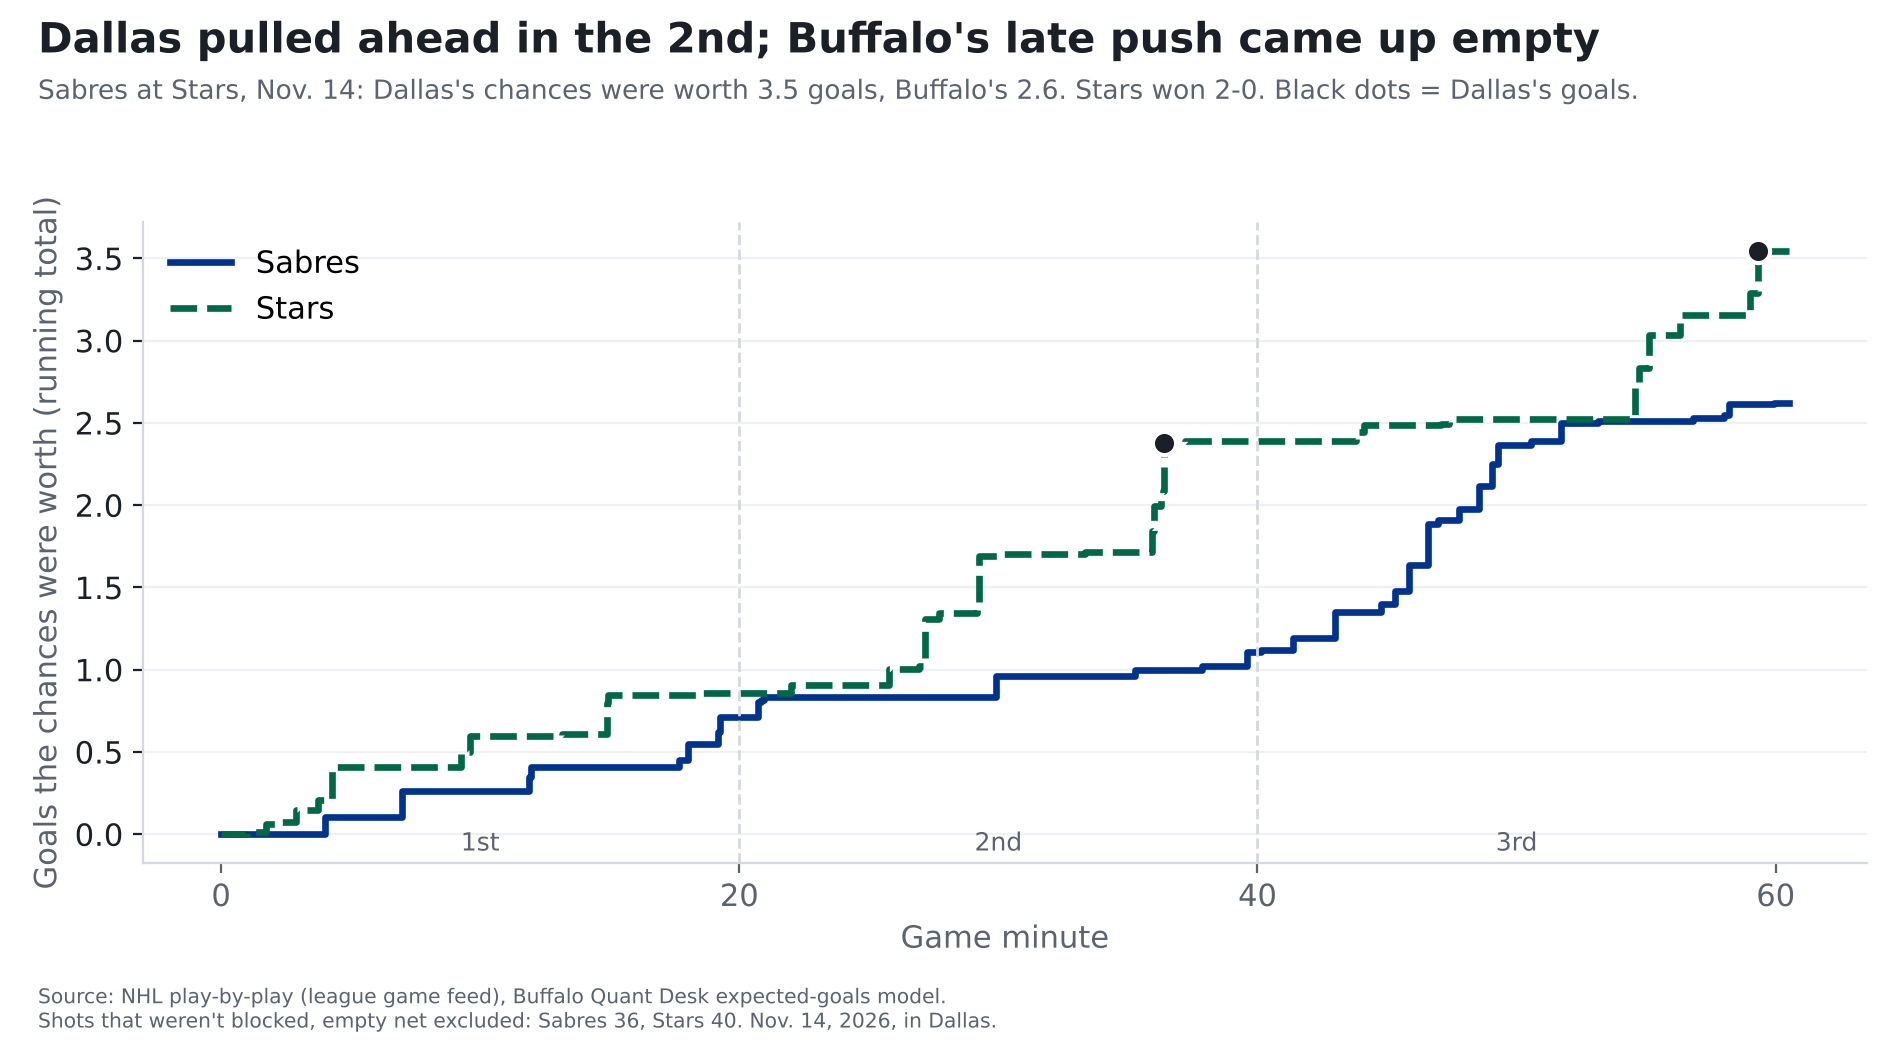 Dallas pulled ahead in the 2nd; Buffalo's late push came up empty
Sabres at Stars, Nov. 14: Dallas's chances were worth 3.5 goals, Buffalo's 2.6. Stars won 2-0. Black dots = Dallas's goals.
Goals the chances were worth (running total)
3.5
3.0
2.5
2.0
1.5
1.0
0.5
0.0
Sabres
Stars
1st
2nd
3rd
0
20
40
60
Game minute
Source: NHL play-by-play (league game feed), Buffalo Quant Desk expected-goals model.
Shots that weren't blocked, empty net excluded: Sabres 36, Stars 40. Nov. 14, 2026, in Dallas.